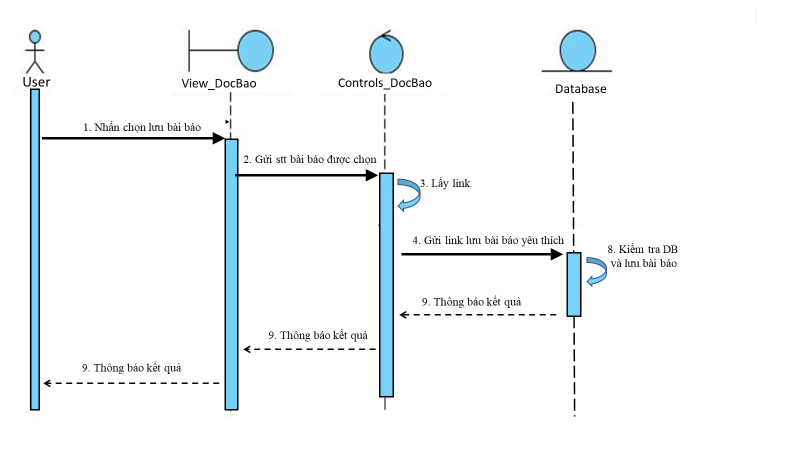 User
View_DocBao
Controls_DocBao
Database
1. Nhấn chọn lưu bài báo
2. Gửi stt bài báo được chọn
3. Lấy link
4. Gửi link lưu bài báo yêu thích
8. Kiểm tra DB
và lưu bài báo
9. Thông báo kết quả
9. Thông báo kết quả
9. Thông báo kết quả